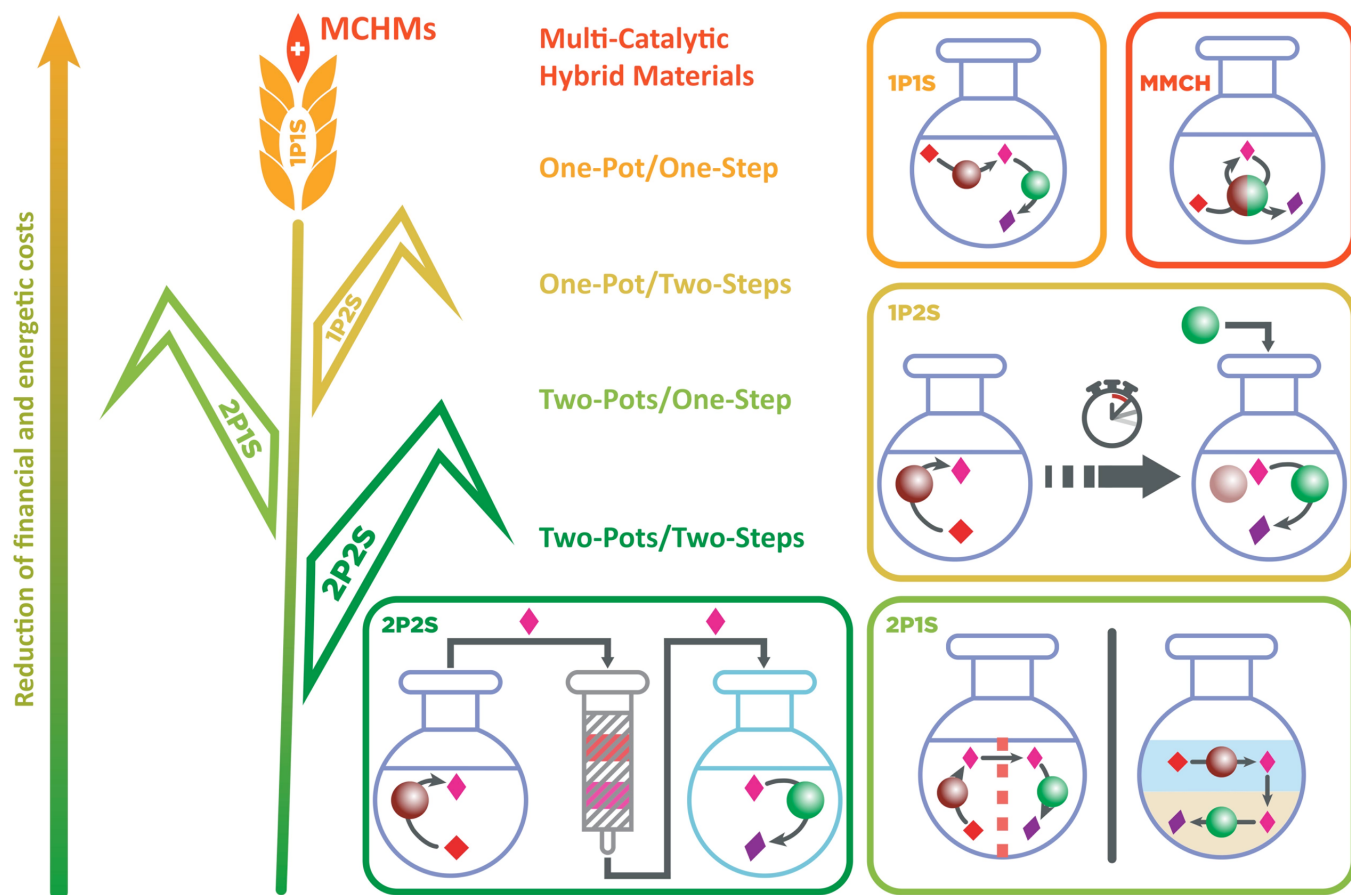 MCHMs
Multi-Catalytic
Hybrid Materials
1P1S
One-Pot/One-Step
1P2S
One-Pot/Two-Steps
2P1S
Two-Pots/One-Step
2P2S
Two-Pots/Two-Steps
Reduction of financial and energetic costs
1P1S
MMCH
1P2S
2P2S
2P1S